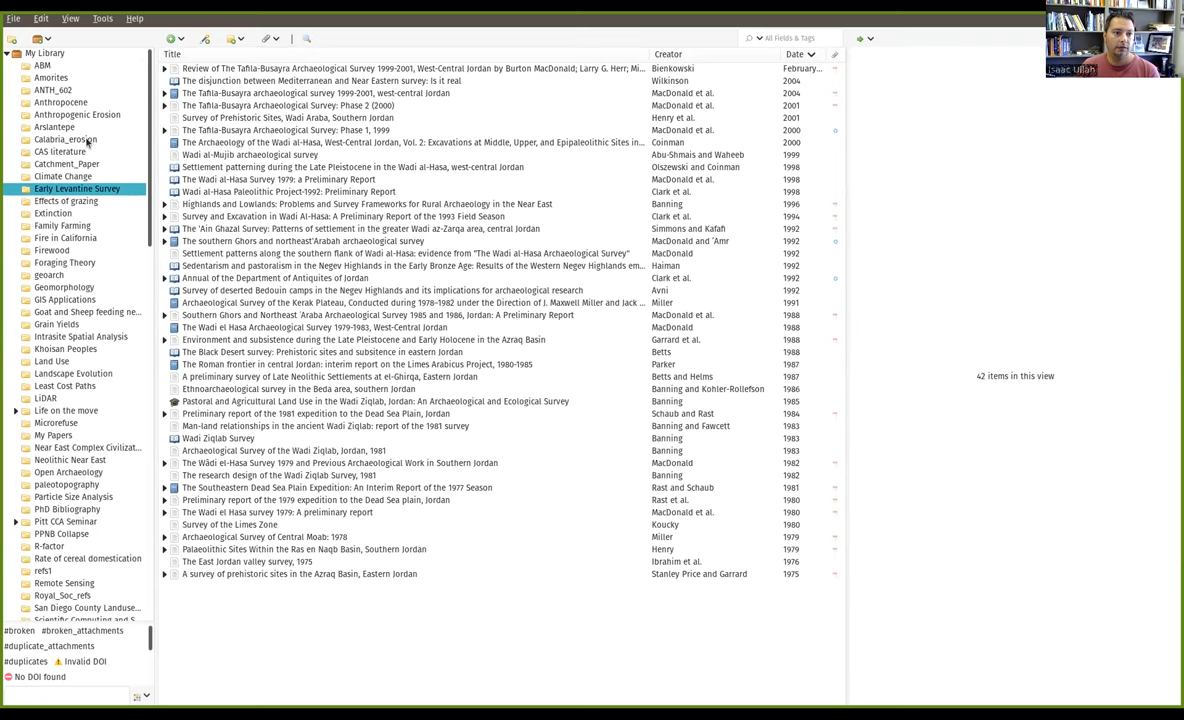 File Edit View Tools Help
All Fields & Tags
Isaac Ullah
My Library
ABM
Amorites
ANTH_602
Anthropocene
Anthropogenic Erosion
Arslantepe
Calabria_erosion
CAS literature
Catchment_Paper
Climate Change
Early Levantine Survey
Effects of grazing
Extinction
Family Farming
Fire in California
Firewood
Foraging Theory
geoarch
Geomorphology
GIS Applications
Goat and Sheep feeding ne...
Grain Yields
Intrasite Spatial Analysis
Khoisan Peoples
Land Use
Landscape Evolution
Least Cost Paths
LiDAR
Life on the move
Microrefuse
My Papers
Near East Complex Civilizat...
Neolithic Near East
Open Archaeology
paleotopography
Particle Size Analysis
PhD Bibliography
Pitt CCA Seminar
PPNB Collapse
R-factor
Rate of cereal domestication
refs1
Remote Sensing
Royal_Soc_refs
San Diego County Landuse...
Scientific Computing and S...
#broken #broken_attachments
#duplicate_attachments
#duplicates Invalid DOI
No DOI found
Title Creator Date
Review of The Tafila-Busayra Archaeological Survey 1999-2001, West-Central Jordan by Burton MacDonald; Larry G. Herr; Mi... Bienkowski February...
The disjunction between Mediterranean and Near Eastern survey: Is it real Wilkinson 2004
The Tafila-Busayra archaeological survey 1999-2001, west-central Jordan MacDonald et al. 2004
The Tafila-Busayra Archaeological Survey: Phase 2 (2000) MacDonald et al. 2001
Survey of Prehistoric Sites, Wadi Araba, Southern Jordan Henry et al. 2001
The Tafila-Busayra Archaeological Survey: Phase 1, 1999 MacDonald et al. 2000
The Archaeology of the Wadi al-Hasa, West-Central Jordan, Vol. 2: Excavations at Middle, Upper, and Epipaleolithic Sites in... Coinman 2000
Wadi al-Mujib archaeological survey Abu-Shmais and Waheeb 1999
Settlement patterning during the Late Pleistocene in the Wadi al-Hasa, west-central Jordan Olszewski and Coinman 1998
The Wadi al-Hasa Survey 1979: a Preliminary Report MacDonald et al. 1998
Wadi al-Hasa Paleolithic Project-1992: Preliminary Report Clark et al. 1998
Highlands and Lowlands: Problems and Survey Frameworks for Rural Archaeology in the Near East Banning 1996
Survey and Excavation in Wadi Al-Hasa: A Preliminary Report of the 1993 Field Season Clark et al. 1994
The 'Ain Ghazal Survey: Patterns of settlement in the greater Wadi az-Zarqa area, central Jordan Simmons and Kafafi 1992
The southern Ghors and northeast'Arabah archaeological survey MacDonald and 'Amr 1992
Settlement patterns along the southern flank of Wadi al-Hasa: evidence from "The Wadi al-Hasa Archaeological Survey" MacDonald 1992
Sedentarism and pastoralism in the Negev Highlands in the Early Bronze Age: Results of the Western Negev Highlands em... Haiman 1992
Annual of the Department of Antiquites of Jordan Clark et al. 1992
Survey of deserted Bedouin camps in the Negev Highlands and its implications for archaeological research Avni 1992
Archaeological Survey of the Kerak Plateau, Conducted during 1978-1982 under the Direction of J. Maxwell Miller and Jack ... Miller 1991
Southern Ghors and Northeast 'Araba Archaeological Survey 1985 and 1986, Jordan: A Preliminary Report MacDonald et al. 1988
The Wadi el Hasa Archaeological Survey 1979-1983, West-Central Jordan MacDonald 1988
Environment and subsistence during the Late Pleistocene and Early Holocene in the Azraq Basin Garrard et al. 1988
The Black Desert survey: Prehistoric sites and subsitence in eastern Jordan Betts 1988
The Roman frontier in central Jordan: interim report on the Limes Arabicus Project, 1980-1985 Parker 1987
A preliminary survey of Late Neolithic Settlements at el-Ghirqa, Eastern Jordan Betts and Helms 1987
Ethnoarchaeological survey in the Beda area, southern Jordan Banning and Kohler-Rollefson 1986
Pastoral and Agricultural Land Use in the Wadi Ziqlab, Jordan: An Archaeological and Ecological Survey Banning 1985
Preliminary report of the 1981 expedition to the Dead Sea Plain, Jordan Schaub and Rast 1984
Man-land relationships in the ancient Wadi Ziqlab: report of the 1981 survey Banning and Fawcett 1983
Wadi Ziqlab Survey Banning 1983
Archaeological Survey of the Wadi Ziqlab, Jordan, 1981 Banning 1983
The Wâdi el-Hasa Survey 1979 and Previous Archaeological Work in Southern Jordan MacDonald 1982
The research design of the Wadi Ziqlab Survey, 1981 Banning 1982
The Southeastern Dead Sea Plain Expedition: An Interim Report of the 1977 Season Rast and Schaub 1981
Preliminary report of the 1979 expedition to the Dead Sea plain, Jordan Rast et al. 1980
The Wadi el Hasa survey 1979: A preliminary report MacDonald et al. 1980
Survey of the Limes Zone Koucky 1980
Archaeological Survey of Central Moab: 1978 Miller 1979
Palaeolithic Sites Within the Ras en Naqb Basin, Southern Jordan Henry 1979
The East Jordan valley survey, 1975 Ibrahim et al. 1976
A survey of prehistoric sites in the Azraq Basin, Eastern Jordan Stanley Price and Garrard 1975
42 items in this view